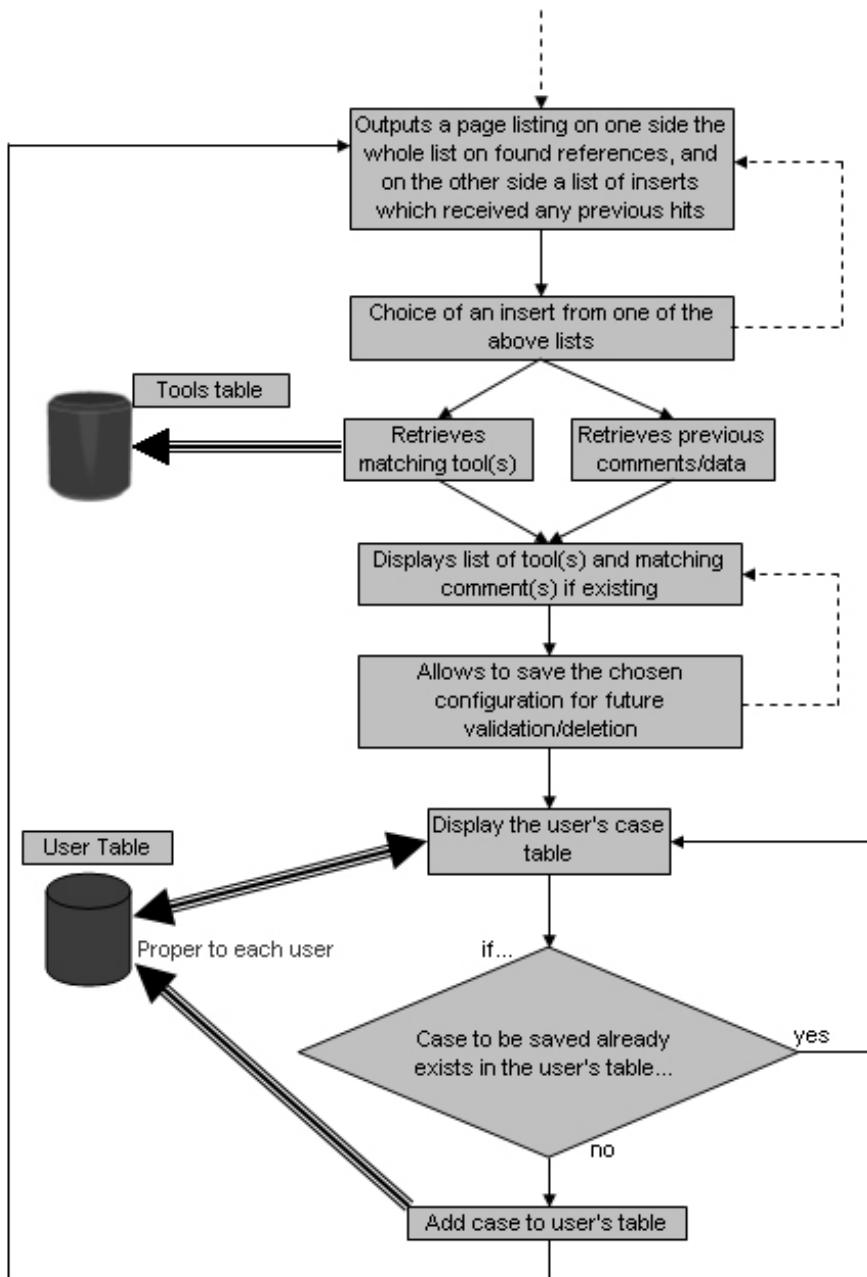 Outputs a page listing on one side the
whole list on found references, and
on the other side a list of inserts
which received any previous hits
Choice of an insert from one of the
above lists
Tools table
Retrieves
matching tool(s)
Retrieves previous
comments/data
Displays list of tool(s) and matching
comment(s) if existing
Allows to save the chosen
configuration for future
validation/deletion
Display the user's case
table
User Table
Proper to each user
if...
Case to be saved already
exists in the user's table...
yes
no
Add case to user's table